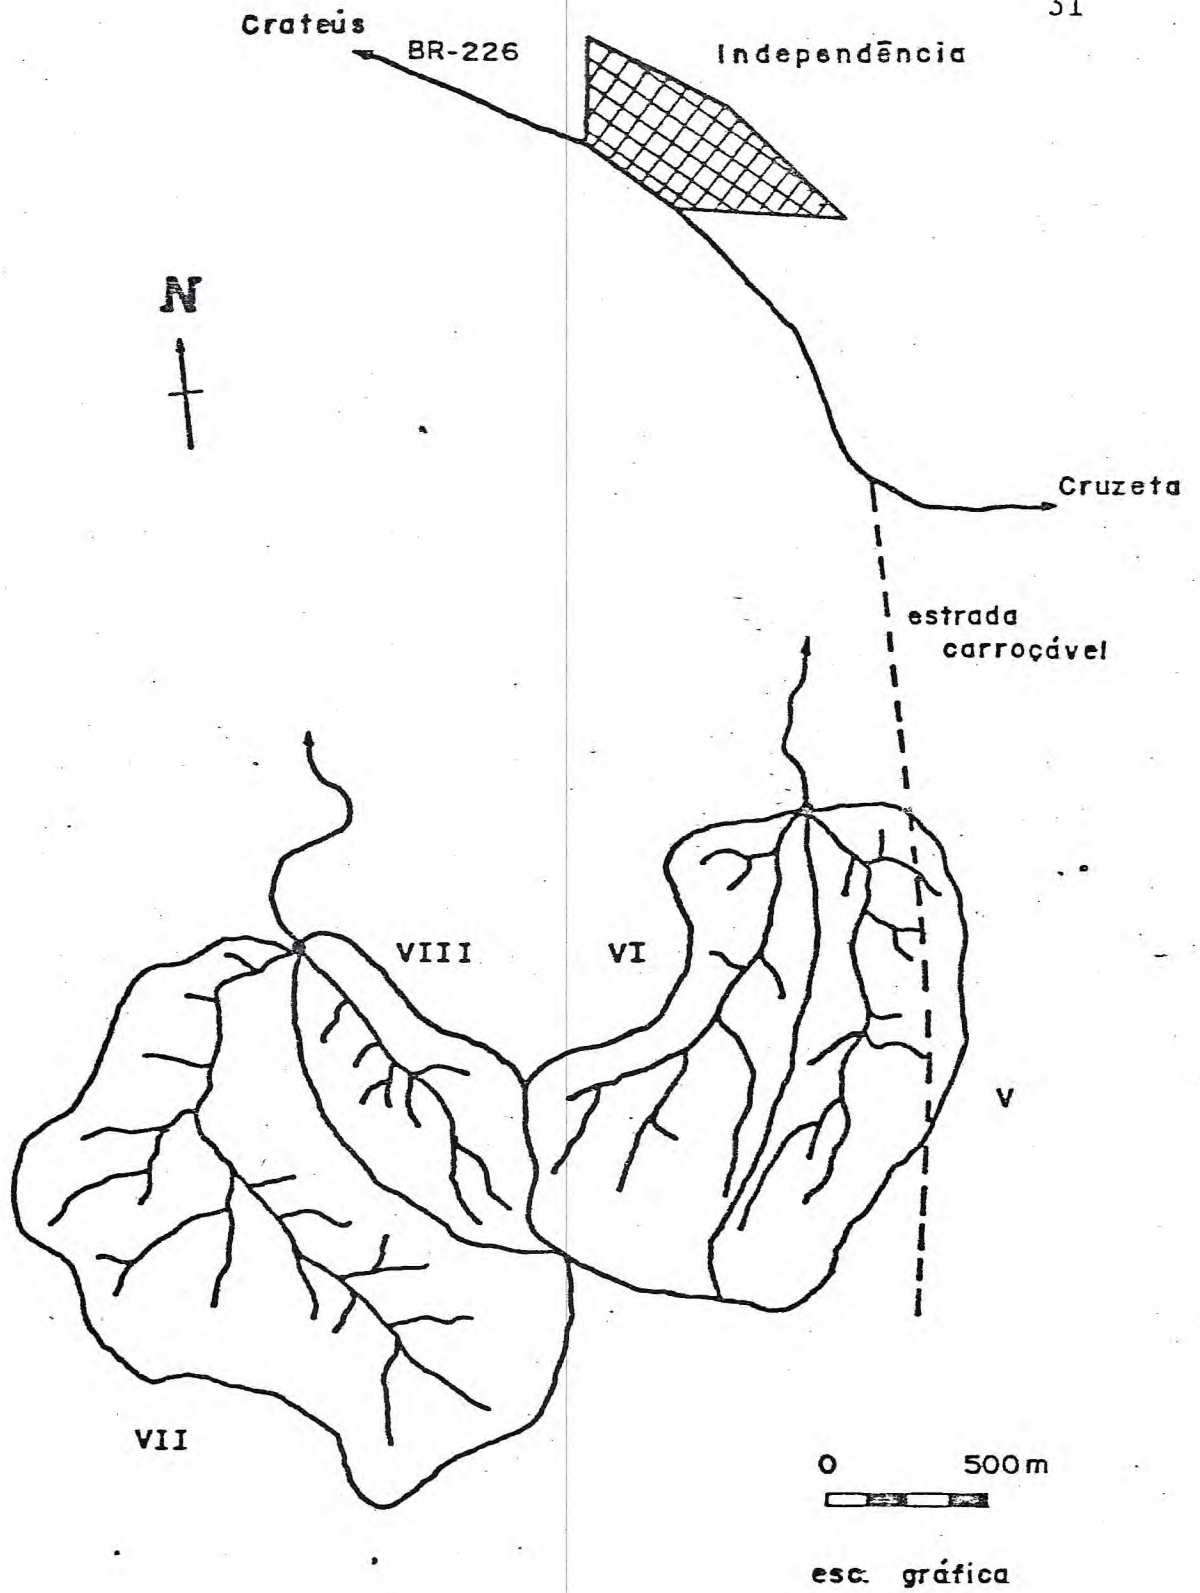 31
Crateús
BR-226
Independência
N
Cruzeta
estrada
carroçável
VIII
VI
V
VII
0 500m
esc. gráfica